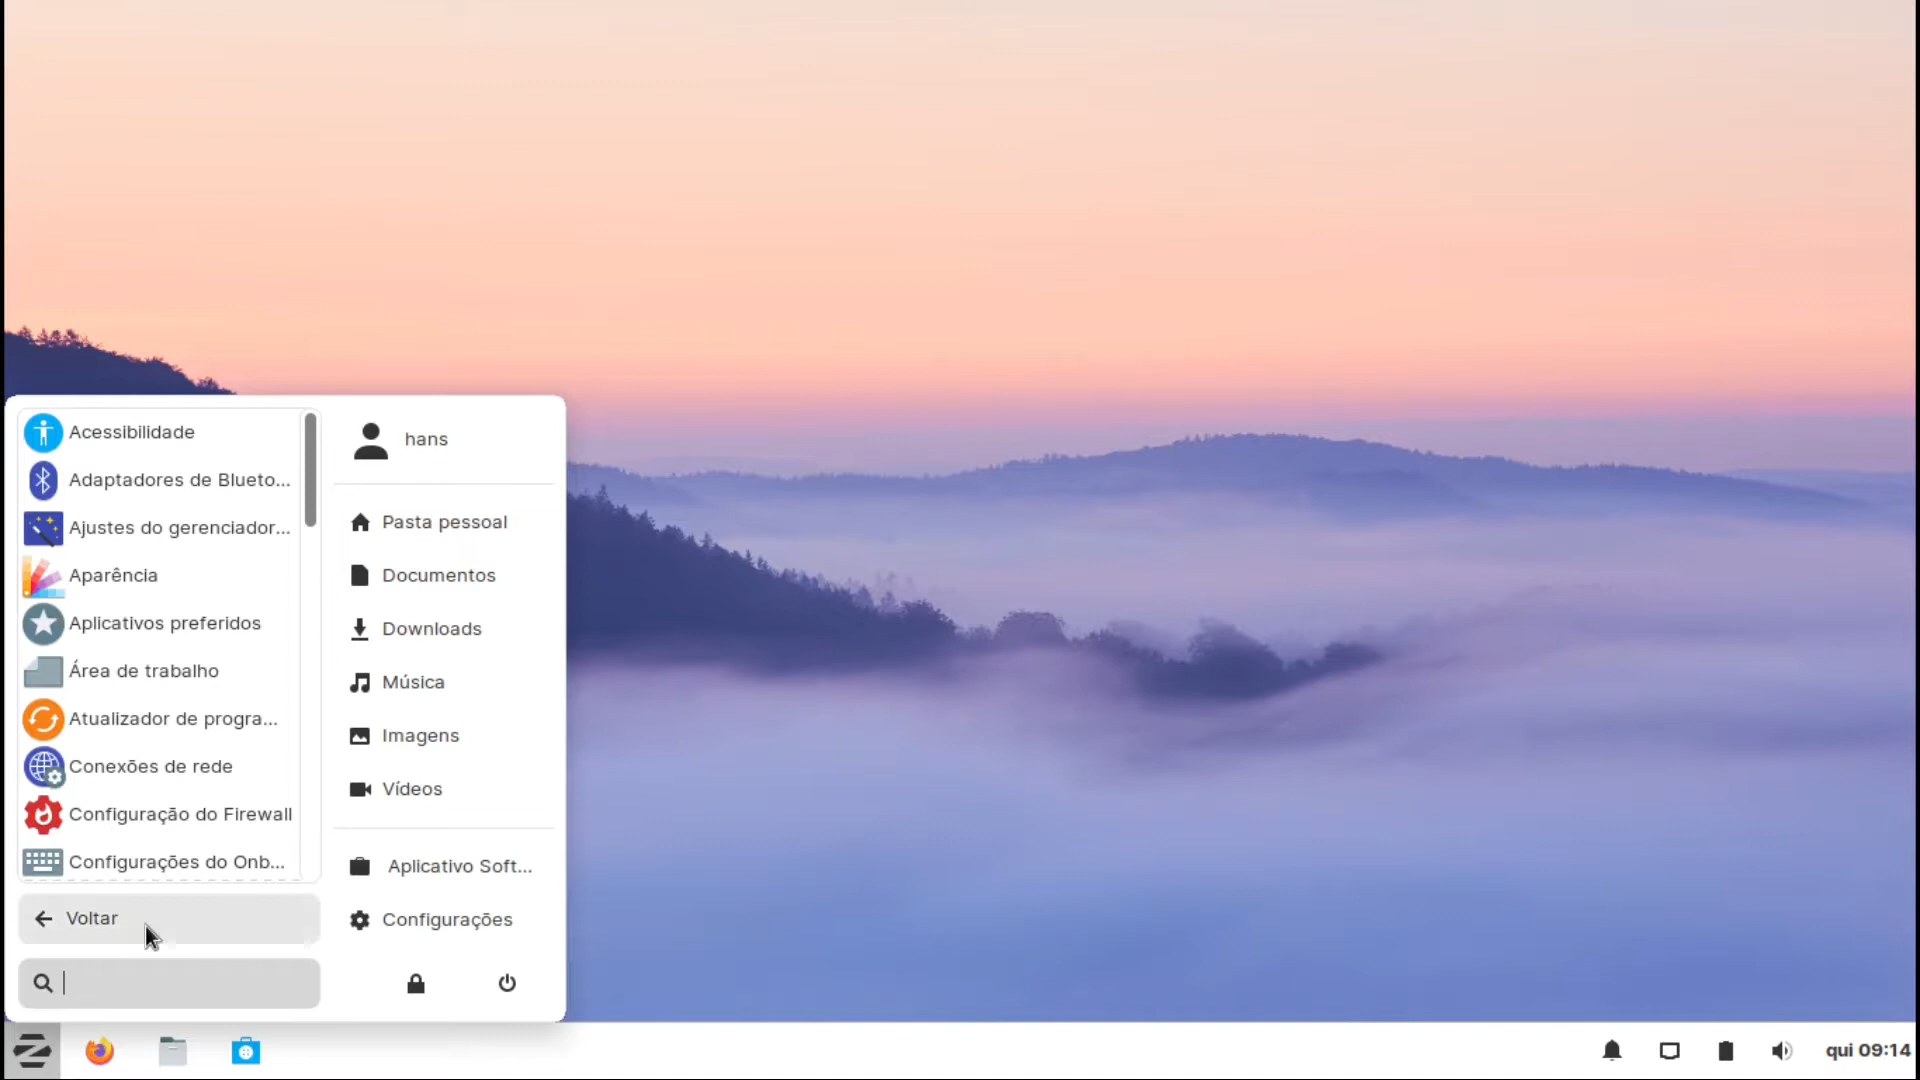 Acessibilidade
Adaptadores de Blueto...
Ajustes do gerenciador...
Aparência
Aplicativos preferidos
Área de trabalho
Atualizador de progra...
Conexões de rede
Configuração do Firewall
Configurações do Onb...
Voltar
hans
Pasta pessoal
Documentos
Downloads
Música
Imagens
Vídeos
Aplicativo Soft...
Configurações
qui 09:14